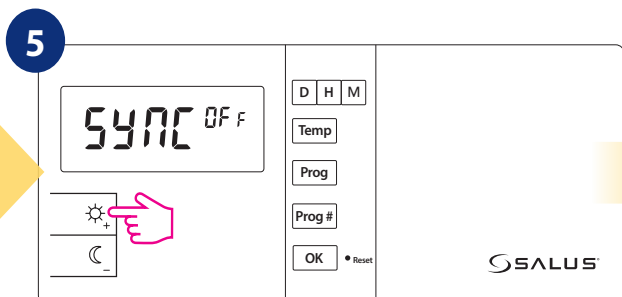 5
SYNC OFF
D H M
Temp
Prog
Prog #
OK
Reset
+
-
SALUS